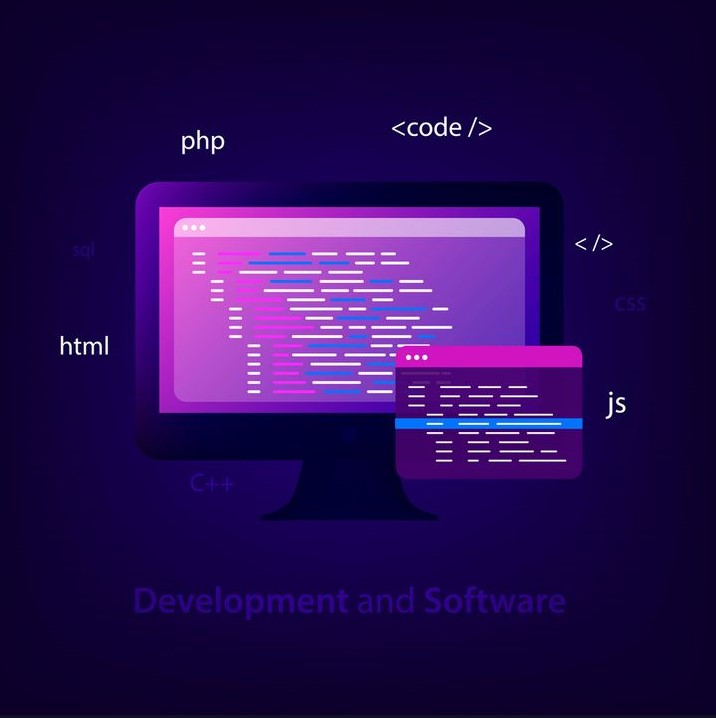 <code />
php
< />
sql
css
html
js
C++
Development and Software